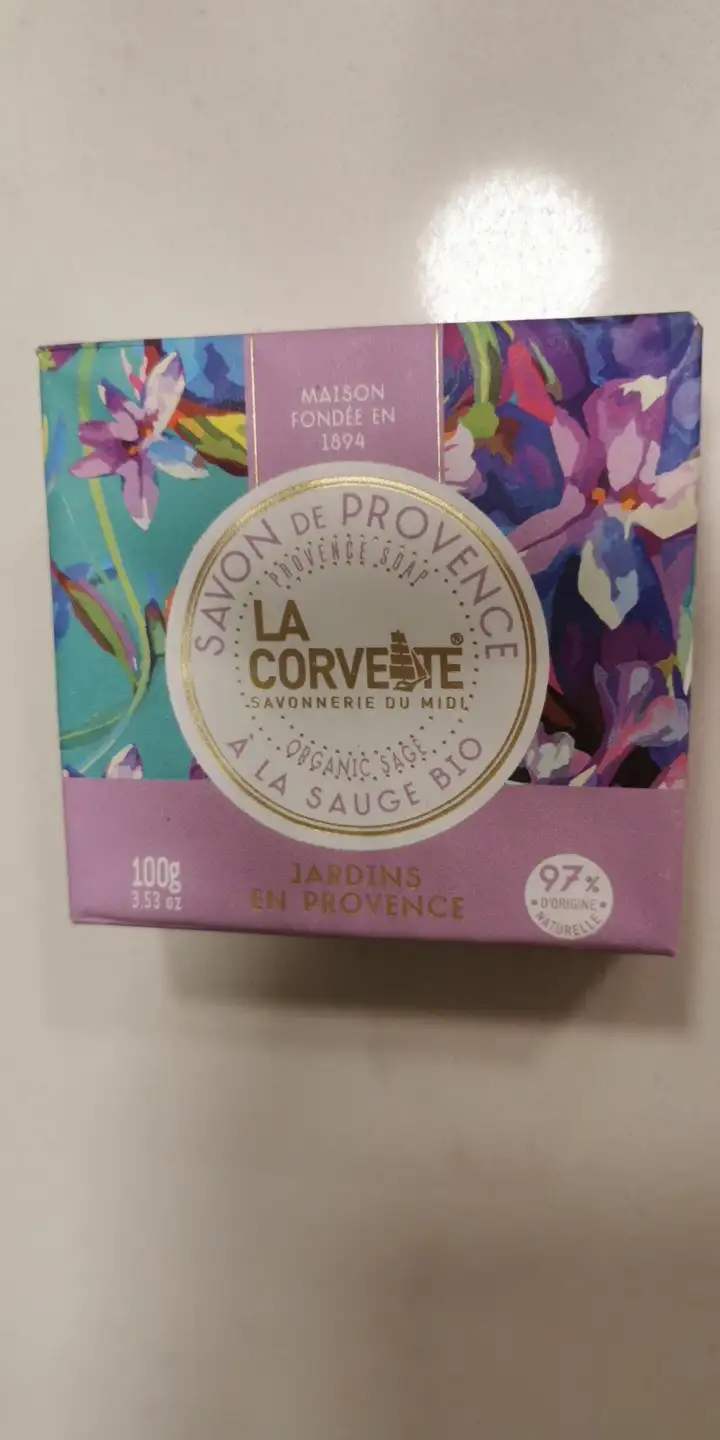 MAISON
FONDÉE EN
1894
SAVON DE PROVENCE
PROVENCE SOAP
LA
CORVETTE®
SAVONNERIE DU MIDI
ORGANIC SAGE
À LA SAUGE BIO
100g
3.53 oz
JARDINS
EN PROVENCE
97%
D'ORIGINE
NATURELLE